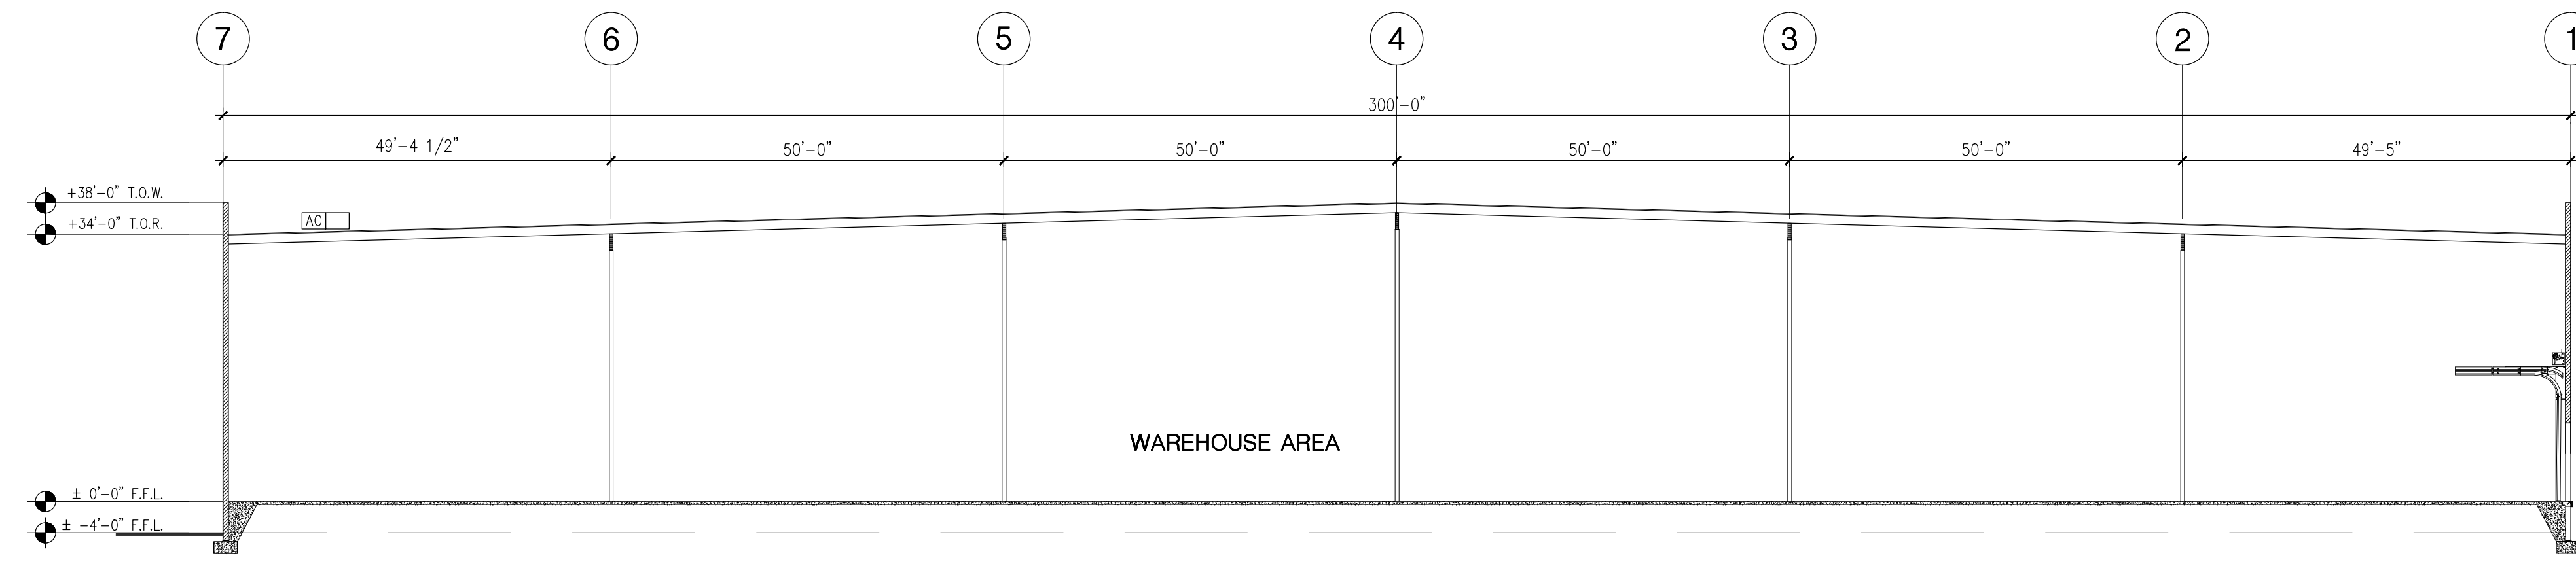 7 6 5 4 3 2 1
300'-0"
49'-4 1/2" 50'-0" 50'-0" 50'-0" 50'-0" 49'-5"
+38'-0" T.O.W.
+34'-0" T.O.R.
AC
WAREHOUSE AREA
± 0'-0" F.F.L.
± -4'-0" F.F.L.